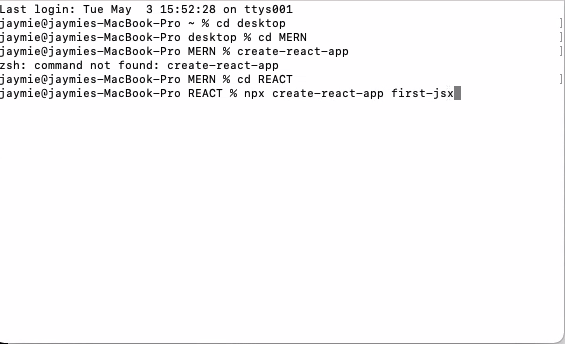 Last login: Tue May  3 15:52:28 on ttys001
jaymie@jaymies-MacBook-Pro ~ % cd desktop
jaymie@jaymies-MacBook-Pro desktop % cd MERN
jaymie@jaymies-MacBook-Pro MERN % create-react-app
zsh: command not found: create-react-app
jaymie@jaymies-MacBook-Pro MERN % cd REACT
jaymie@jaymies-MacBook-Pro REACT % npx create-react-app first-jsx